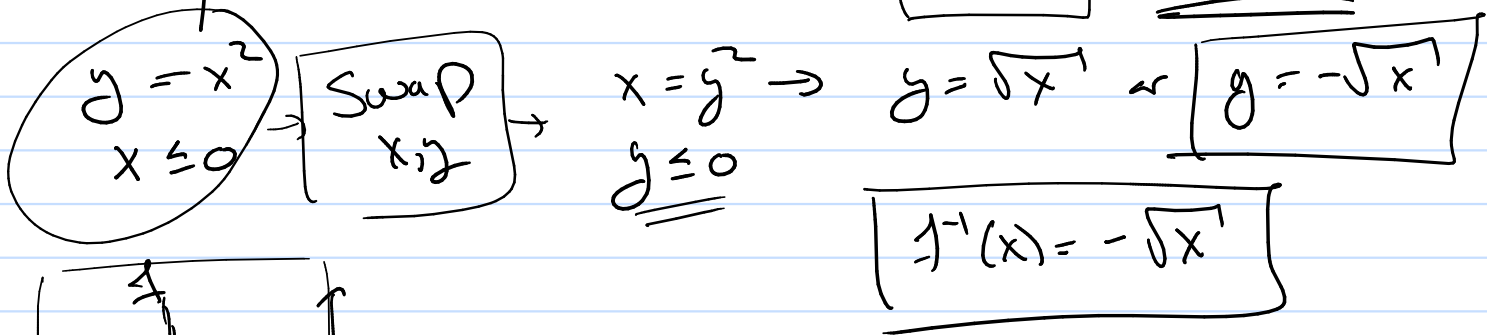 y = x² → Swap → x = y² → y = √x or y = -√x
x ≤ 0 x,y y ≤ 0
f⁻¹(x) = -√x